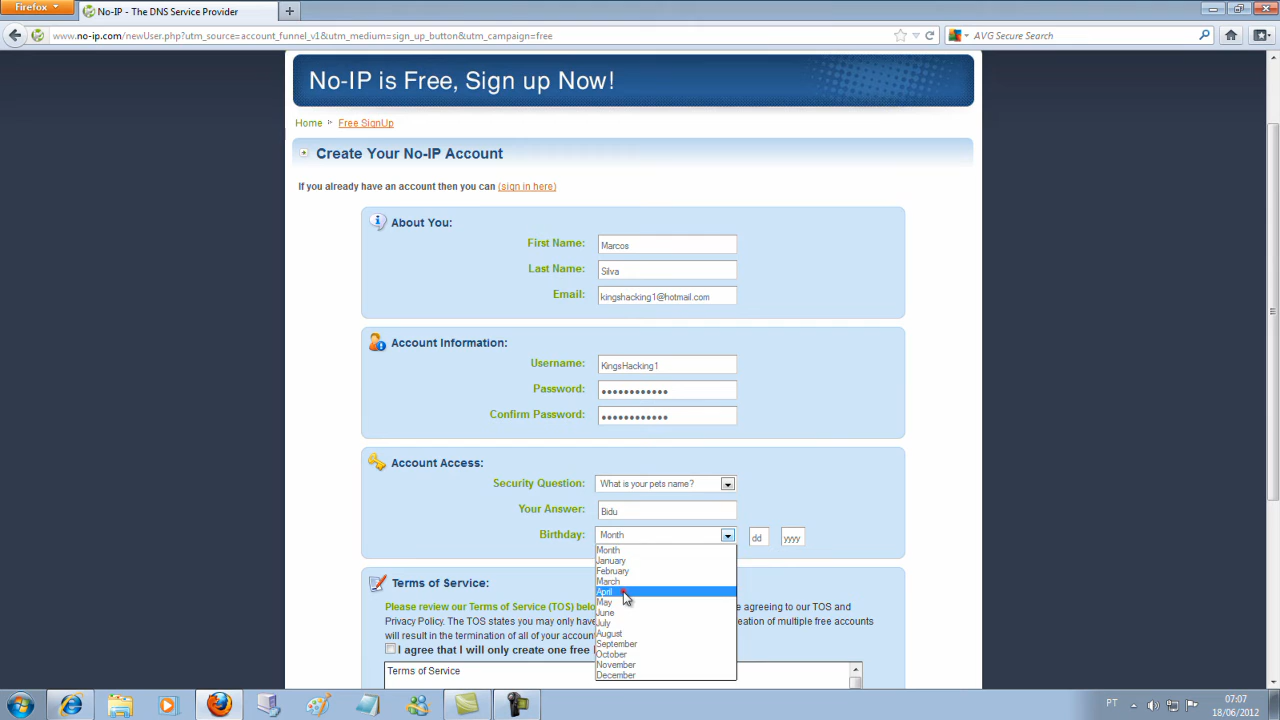 Firefox
No-IP - The DNS Service Provider
www.no-ip.com/newUser.php?utm_source=account_funnel_v1&utm_medium=sign_up_button&utm_campaign=free
AVG Secure Search
No-IP is Free, Sign up Now!
Home
Free SignUp
Create Your No-IP Account
If you already have an account then you can (sign in here)
About You:
First Name: Marcos
Last Name: Silva
Email: kingshacking1@hotmail.com
Account Information:
Username: KingsHacking1
Password: ●●●●●●●●●●●●
Confirm Password: ●●●●●●●●●●●●
Account Access:
Security Question: What is your pets name?
Your Answer: Bidu
Birthday: Month dd yyyy
Month
January
February
March
April
May
June
July
August
September
October
November
December
Terms of Service:
Please review our Terms of Service (TOS) agreeing to our TOS and
Privacy Policy. The TOS states you may only have creation of multiple free accounts
will result in the termination of all of your
I agree that I will only create one free
Terms of Service
PT
07:07
18/06/2012